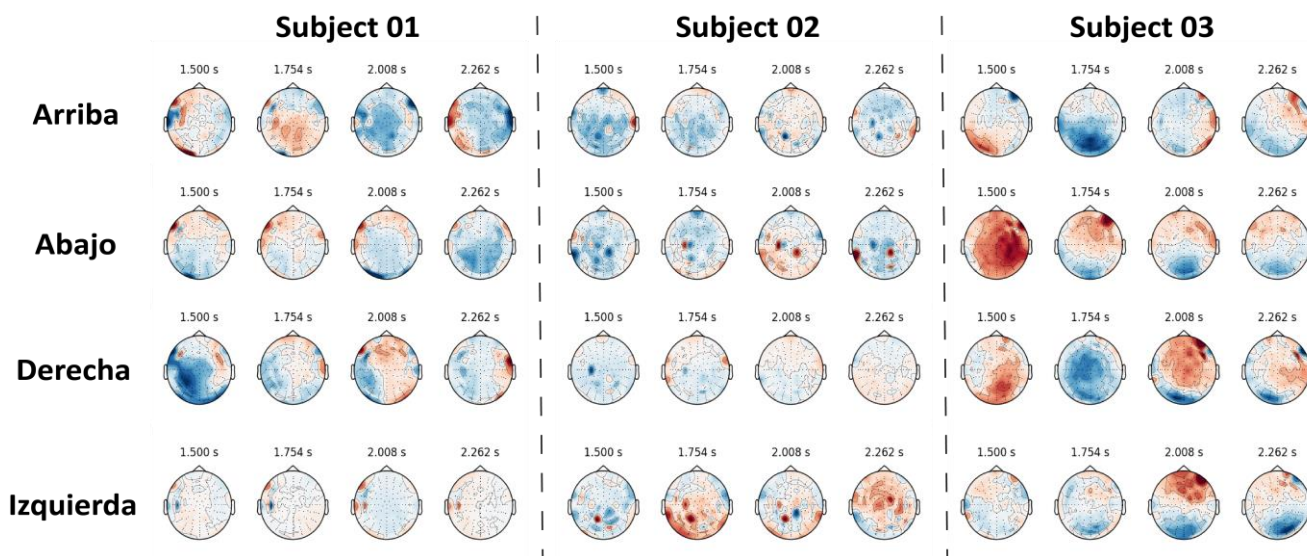 Subject 01 Subject 02 Subject 03
1.500 s 1.754 s 2.008 s 2.262 s 1.500 s 1.754 s 2.008 s 2.262 s 1.500 s 1.754 s 2.008 s 2.262 s
Arriba
1.500 s 1.754 s 2.008 s 2.262 s 1.500 s 1.754 s 2.008 s 2.262 s 1.500 s 1.754 s 2.008 s 2.262 s
Abajo
1.500 s 1.754 s 2.008 s 2.262 s 1.500 s 1.754 s 2.008 s 2.262 s 1.500 s 1.754 s 2.008 s 2.262 s
Derecha
1.500 s 1.754 s 2.008 s 2.262 s 1.500 s 1.754 s 2.008 s 2.262 s 1.500 s 1.754 s 2.008 s 2.262 s
Izquierda